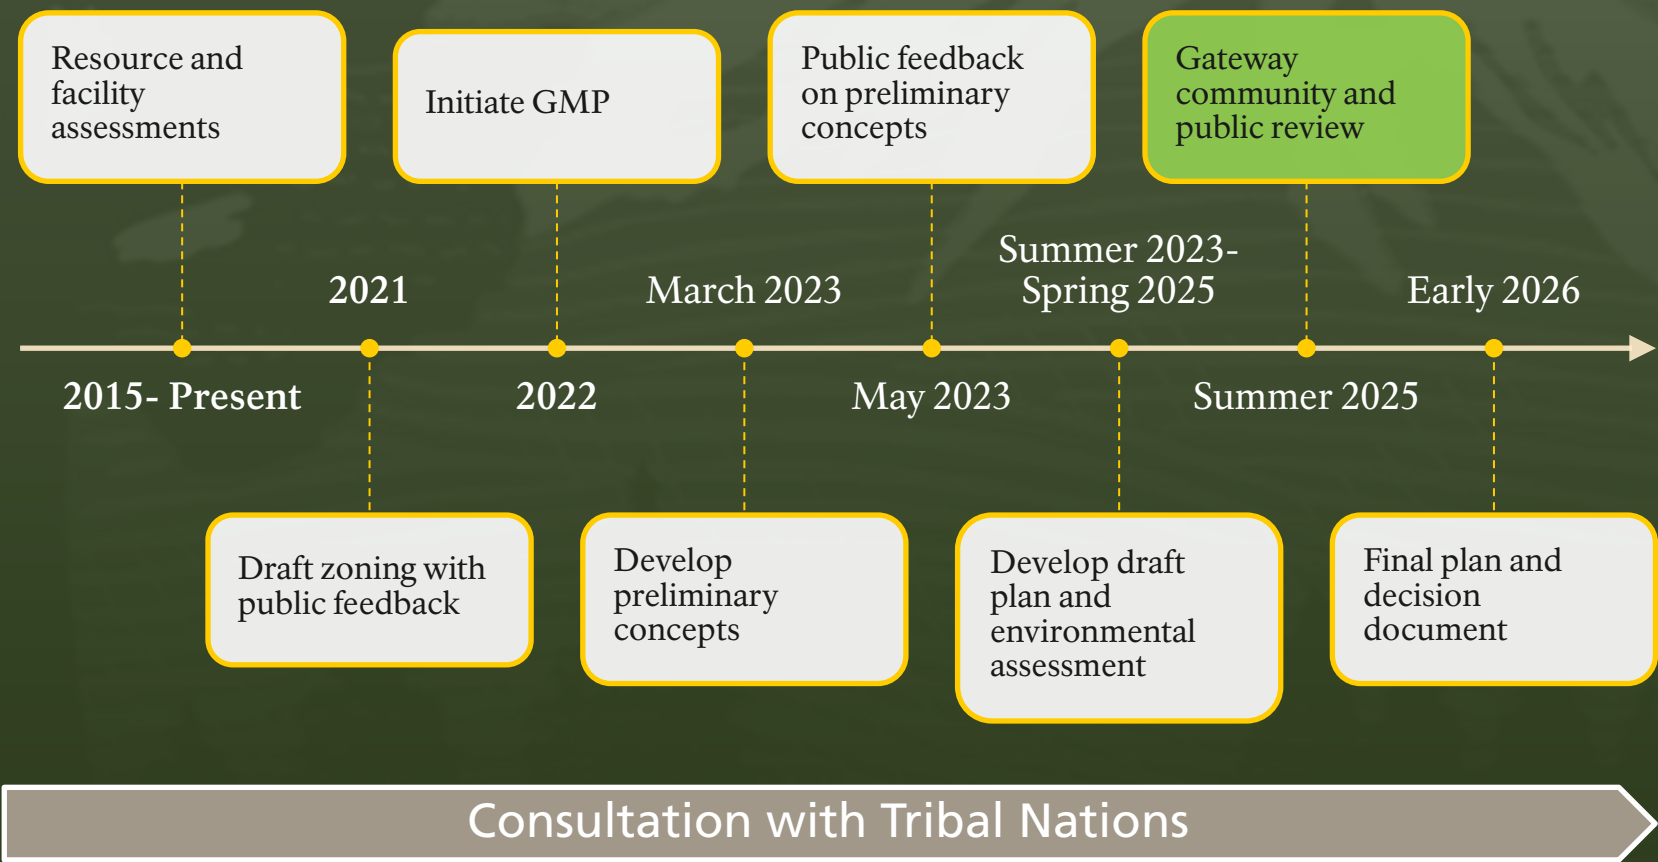 Resource and
facility
assessments
Initiate GMP
Public feedback
on preliminary
concepts
Gateway
community and
public review
2021
March 2023
Summer 2023-
Spring 2025
Early 2026
2015- Present
2022
May 2023
Summer 2025
Draft zoning with
public feedback
Develop
preliminary
concepts
Develop draft
plan and
environmental
assessment
Final plan and
decision
document
Consultation with Tribal Nations